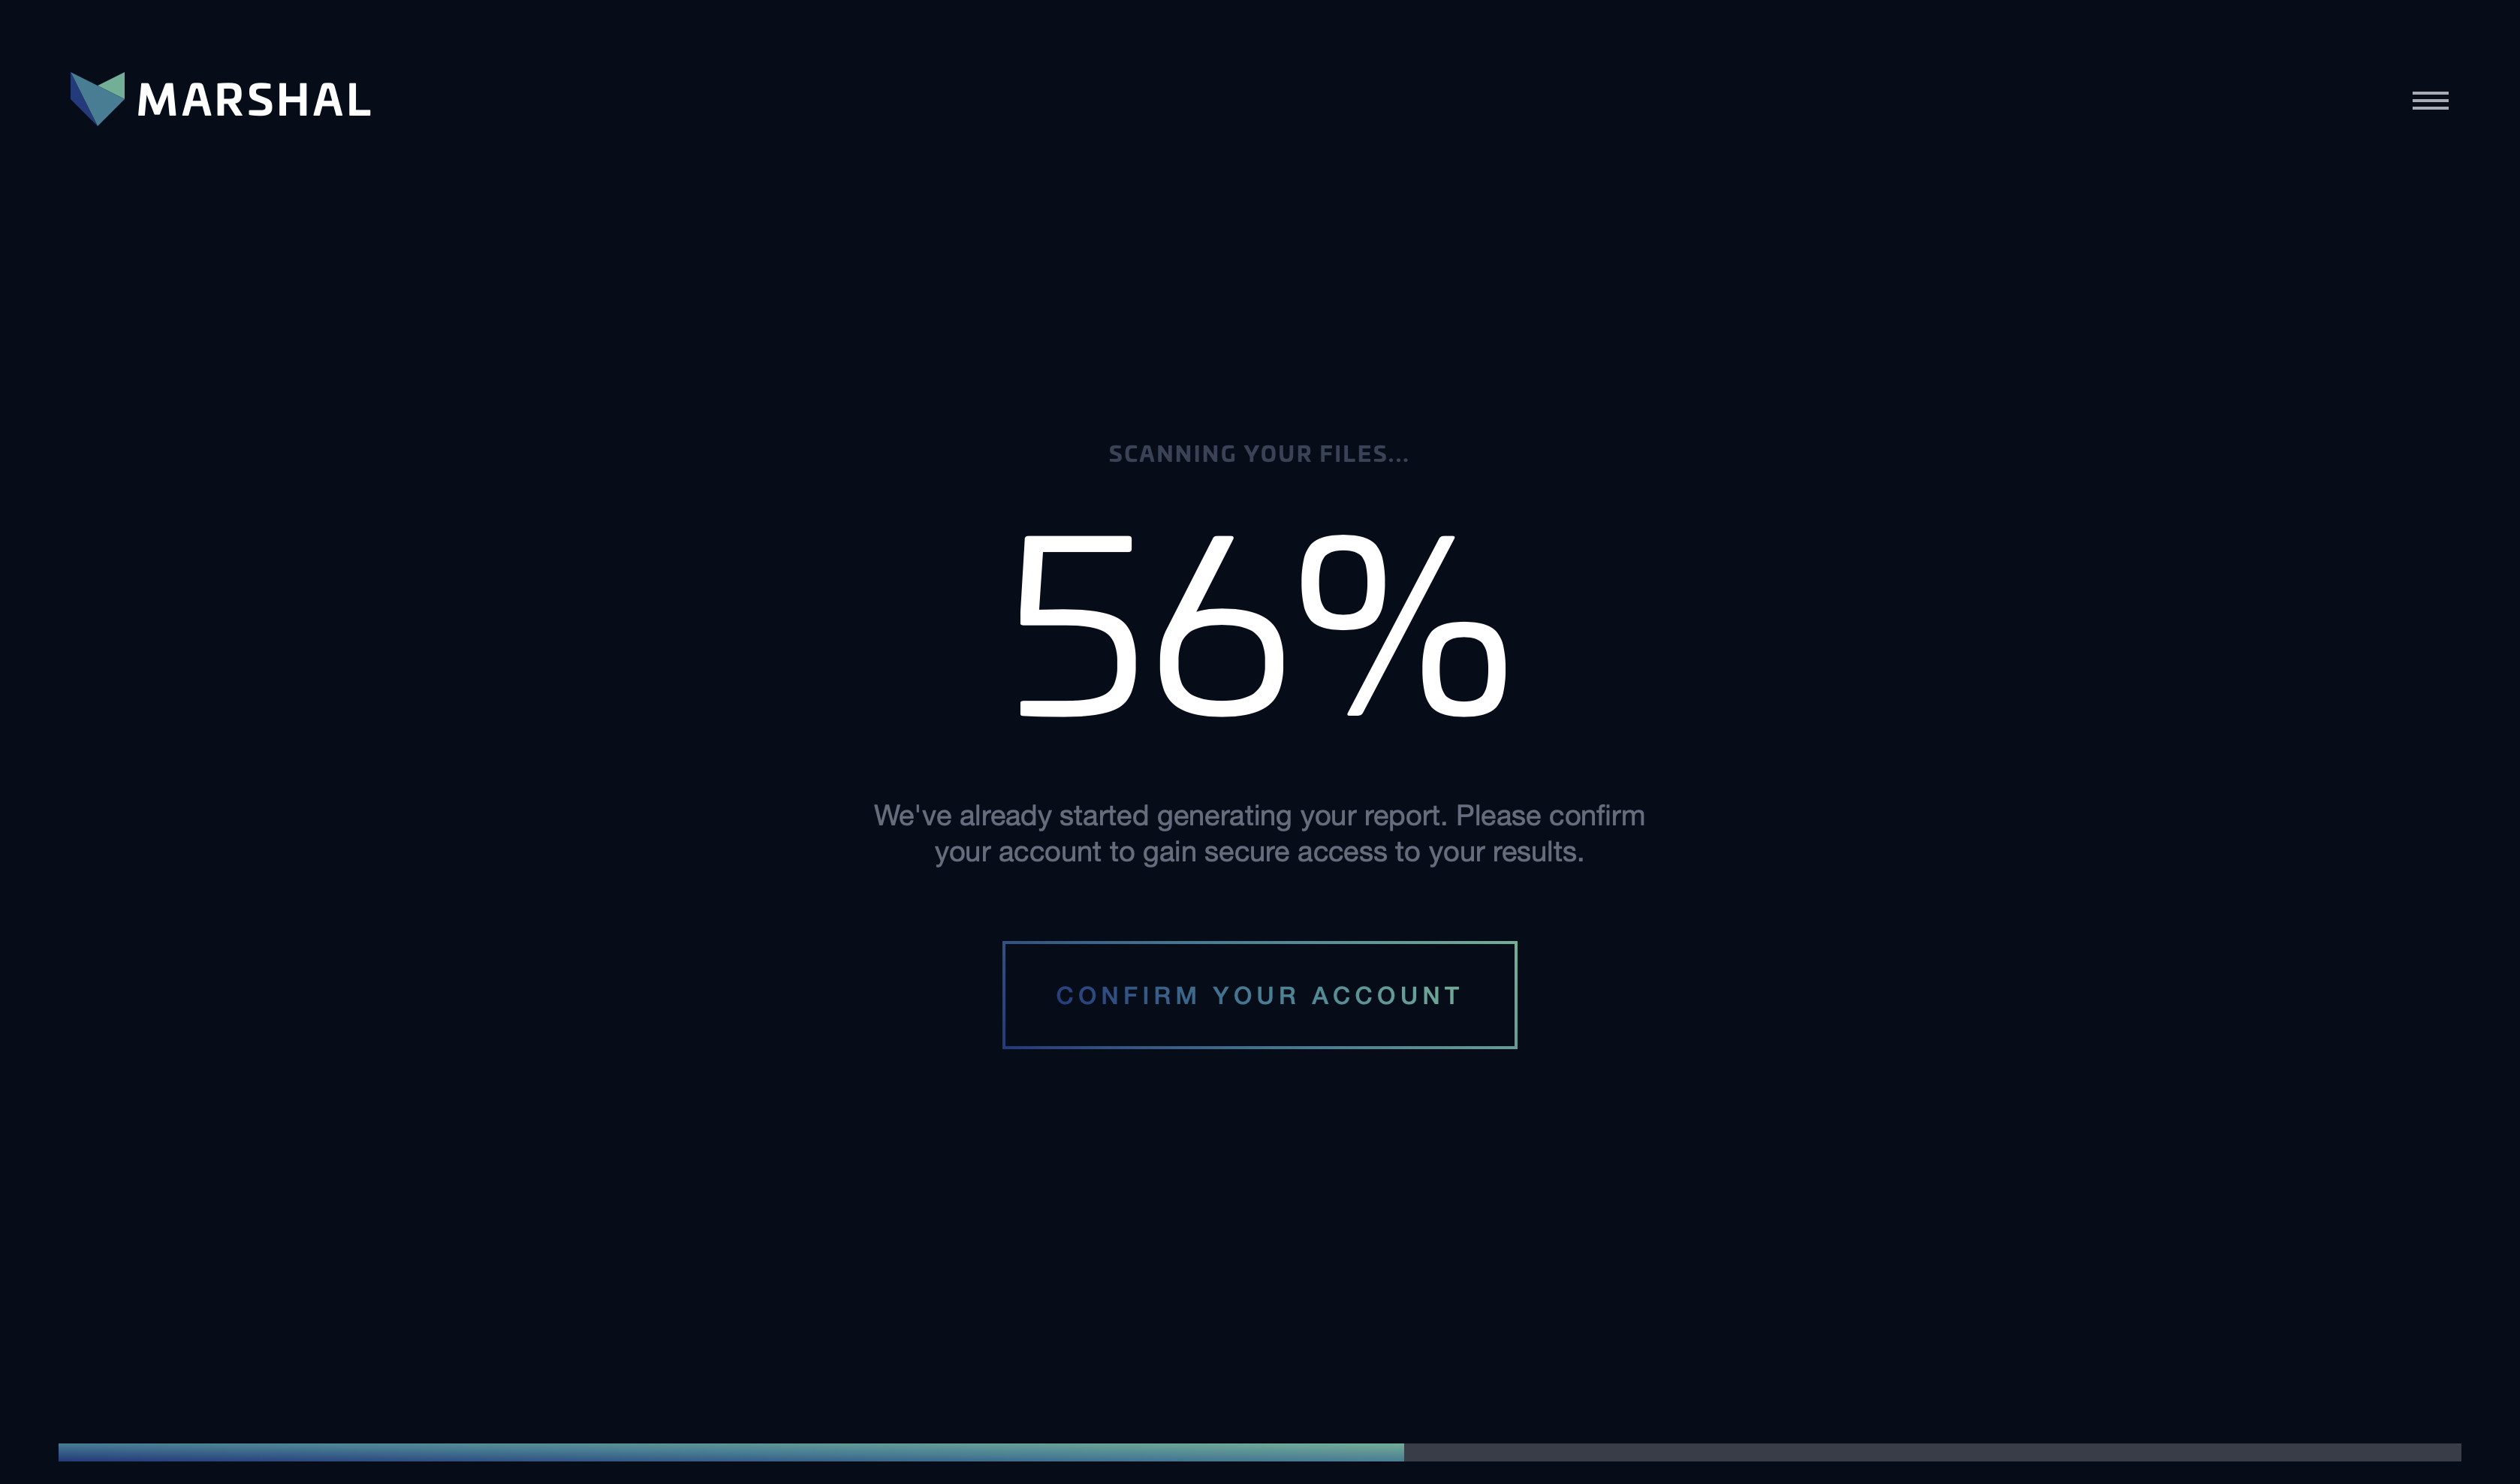 MARSHAL
SCANNING YOUR FILES...
56%
We've already started generating your report. Please confirm
your account to gain secure access to your results.
CONFIRM YOUR ACCOUNT